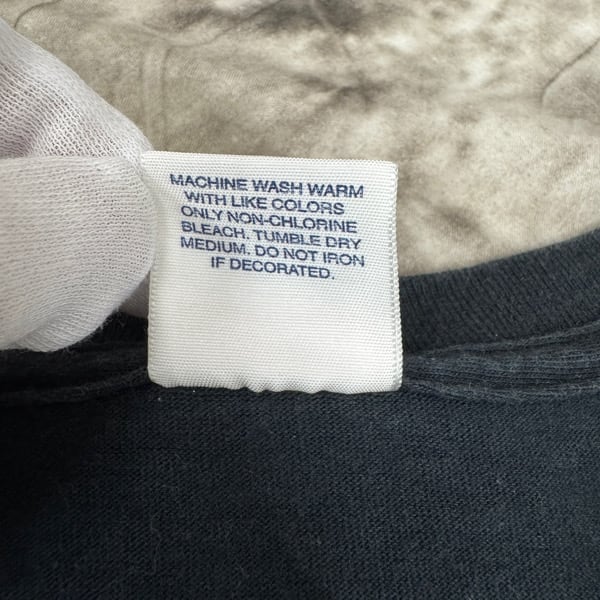 MACHINE WASH WARM
WITH LIKE COLORS
ONLY NON-CHLORINE
BLEACH. TUMBLE DRY
MEDIUM. DO NOT IRON
IF DECORATED.